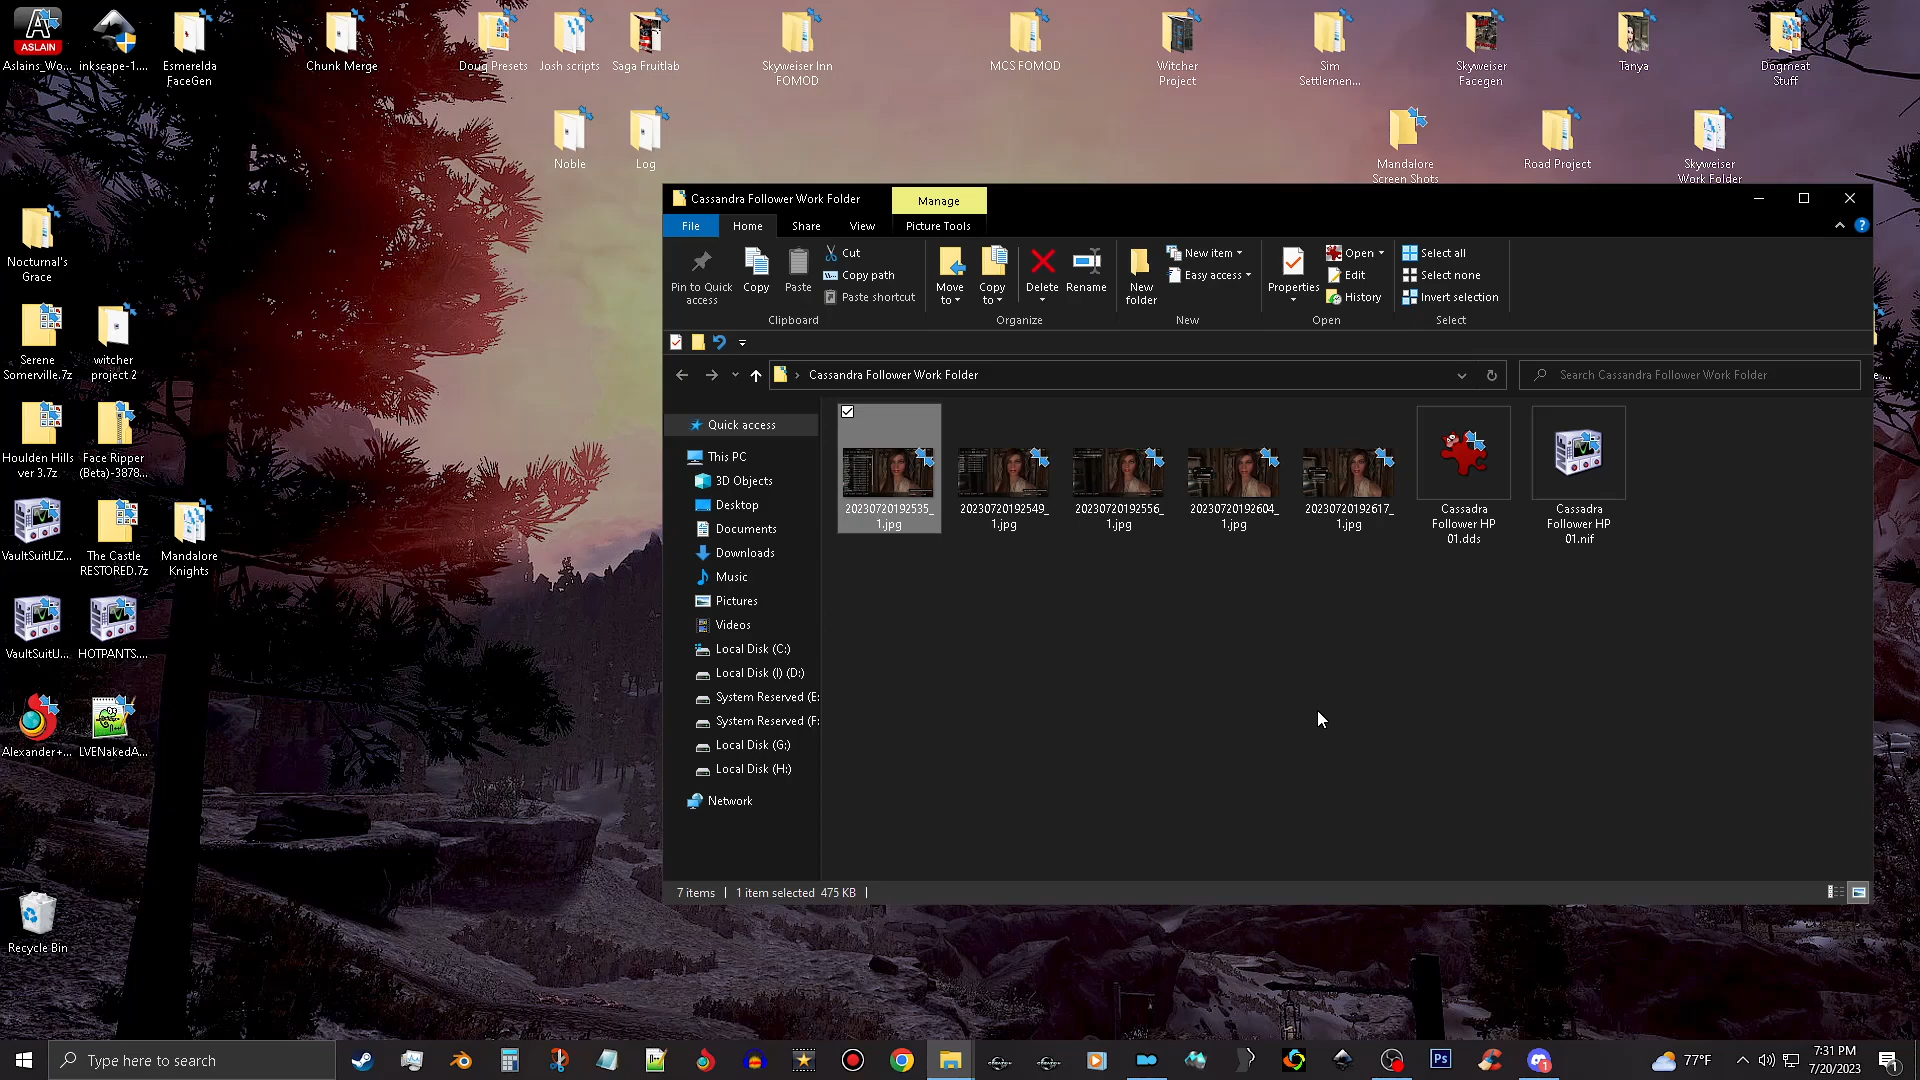 ASLAIN
Aslains_Wo...
inkscape-1....
Esmerelda
FaceGen
Chunk Merge
Doug Presets
Josh scripts
Saga Fruitlab
Skyweiser Inn
FOMOD
MCS FOMOD
Witcher
Project
Sim
Settlemen...
Skyweiser
Facegen
Tanya
Dogmeat
Stuff
Noble
Log
Mandalore
Screen Shots
Road Project
Skyweiser
Work Folder
Nocturnal's
Grace
Serene
Somerville.7z
witcher
project 2
Houlden Hills
ver 3.7z
Face Ripper
(Beta)-3878...
VaultSuitUZ...
The Castle
RESTORED.7z
Mandalore
Knights
VaultSuitU...
HOTPANTS....
Alexander+...
LVENakedA...
Recycle Bin
Cassandra Follower Work Folder
Manage
File
Home
Share
View
Picture Tools
Pin to Quick
access
Copy
Paste
Cut
Copy path
Paste shortcut
Clipboard
Move
to
Copy
to
Delete
Rename
Organize
New
folder
New item
Easy access
New
Properties
Open
Edit
History
Open
Select all
Select none
Invert selection
Select
Cassandra Follower Work Folder
Search Cassandra Follower Work Folder
Quick access
This PC
3D Objects
Desktop
Documents
Downloads
Music
Pictures
Videos
Local Disk (C:)
Local Disk (I) (D:)
System Reserved (E:
System Reserved (F:
Local Disk (G:)
Local Disk (H:)
Network
20230720192535_
1.jpg
20230720192549_
1.jpg
20230720192556_
1.jpg
20230720192604_
1.jpg
20230720192617_
1.jpg
Cassadra
Follower HP
01.dds
Cassadra
Follower HP
01.nif
7 items
1 item selected 475 KB
Type here to search
Ps
77°F
7:31 PM
7/20/2023